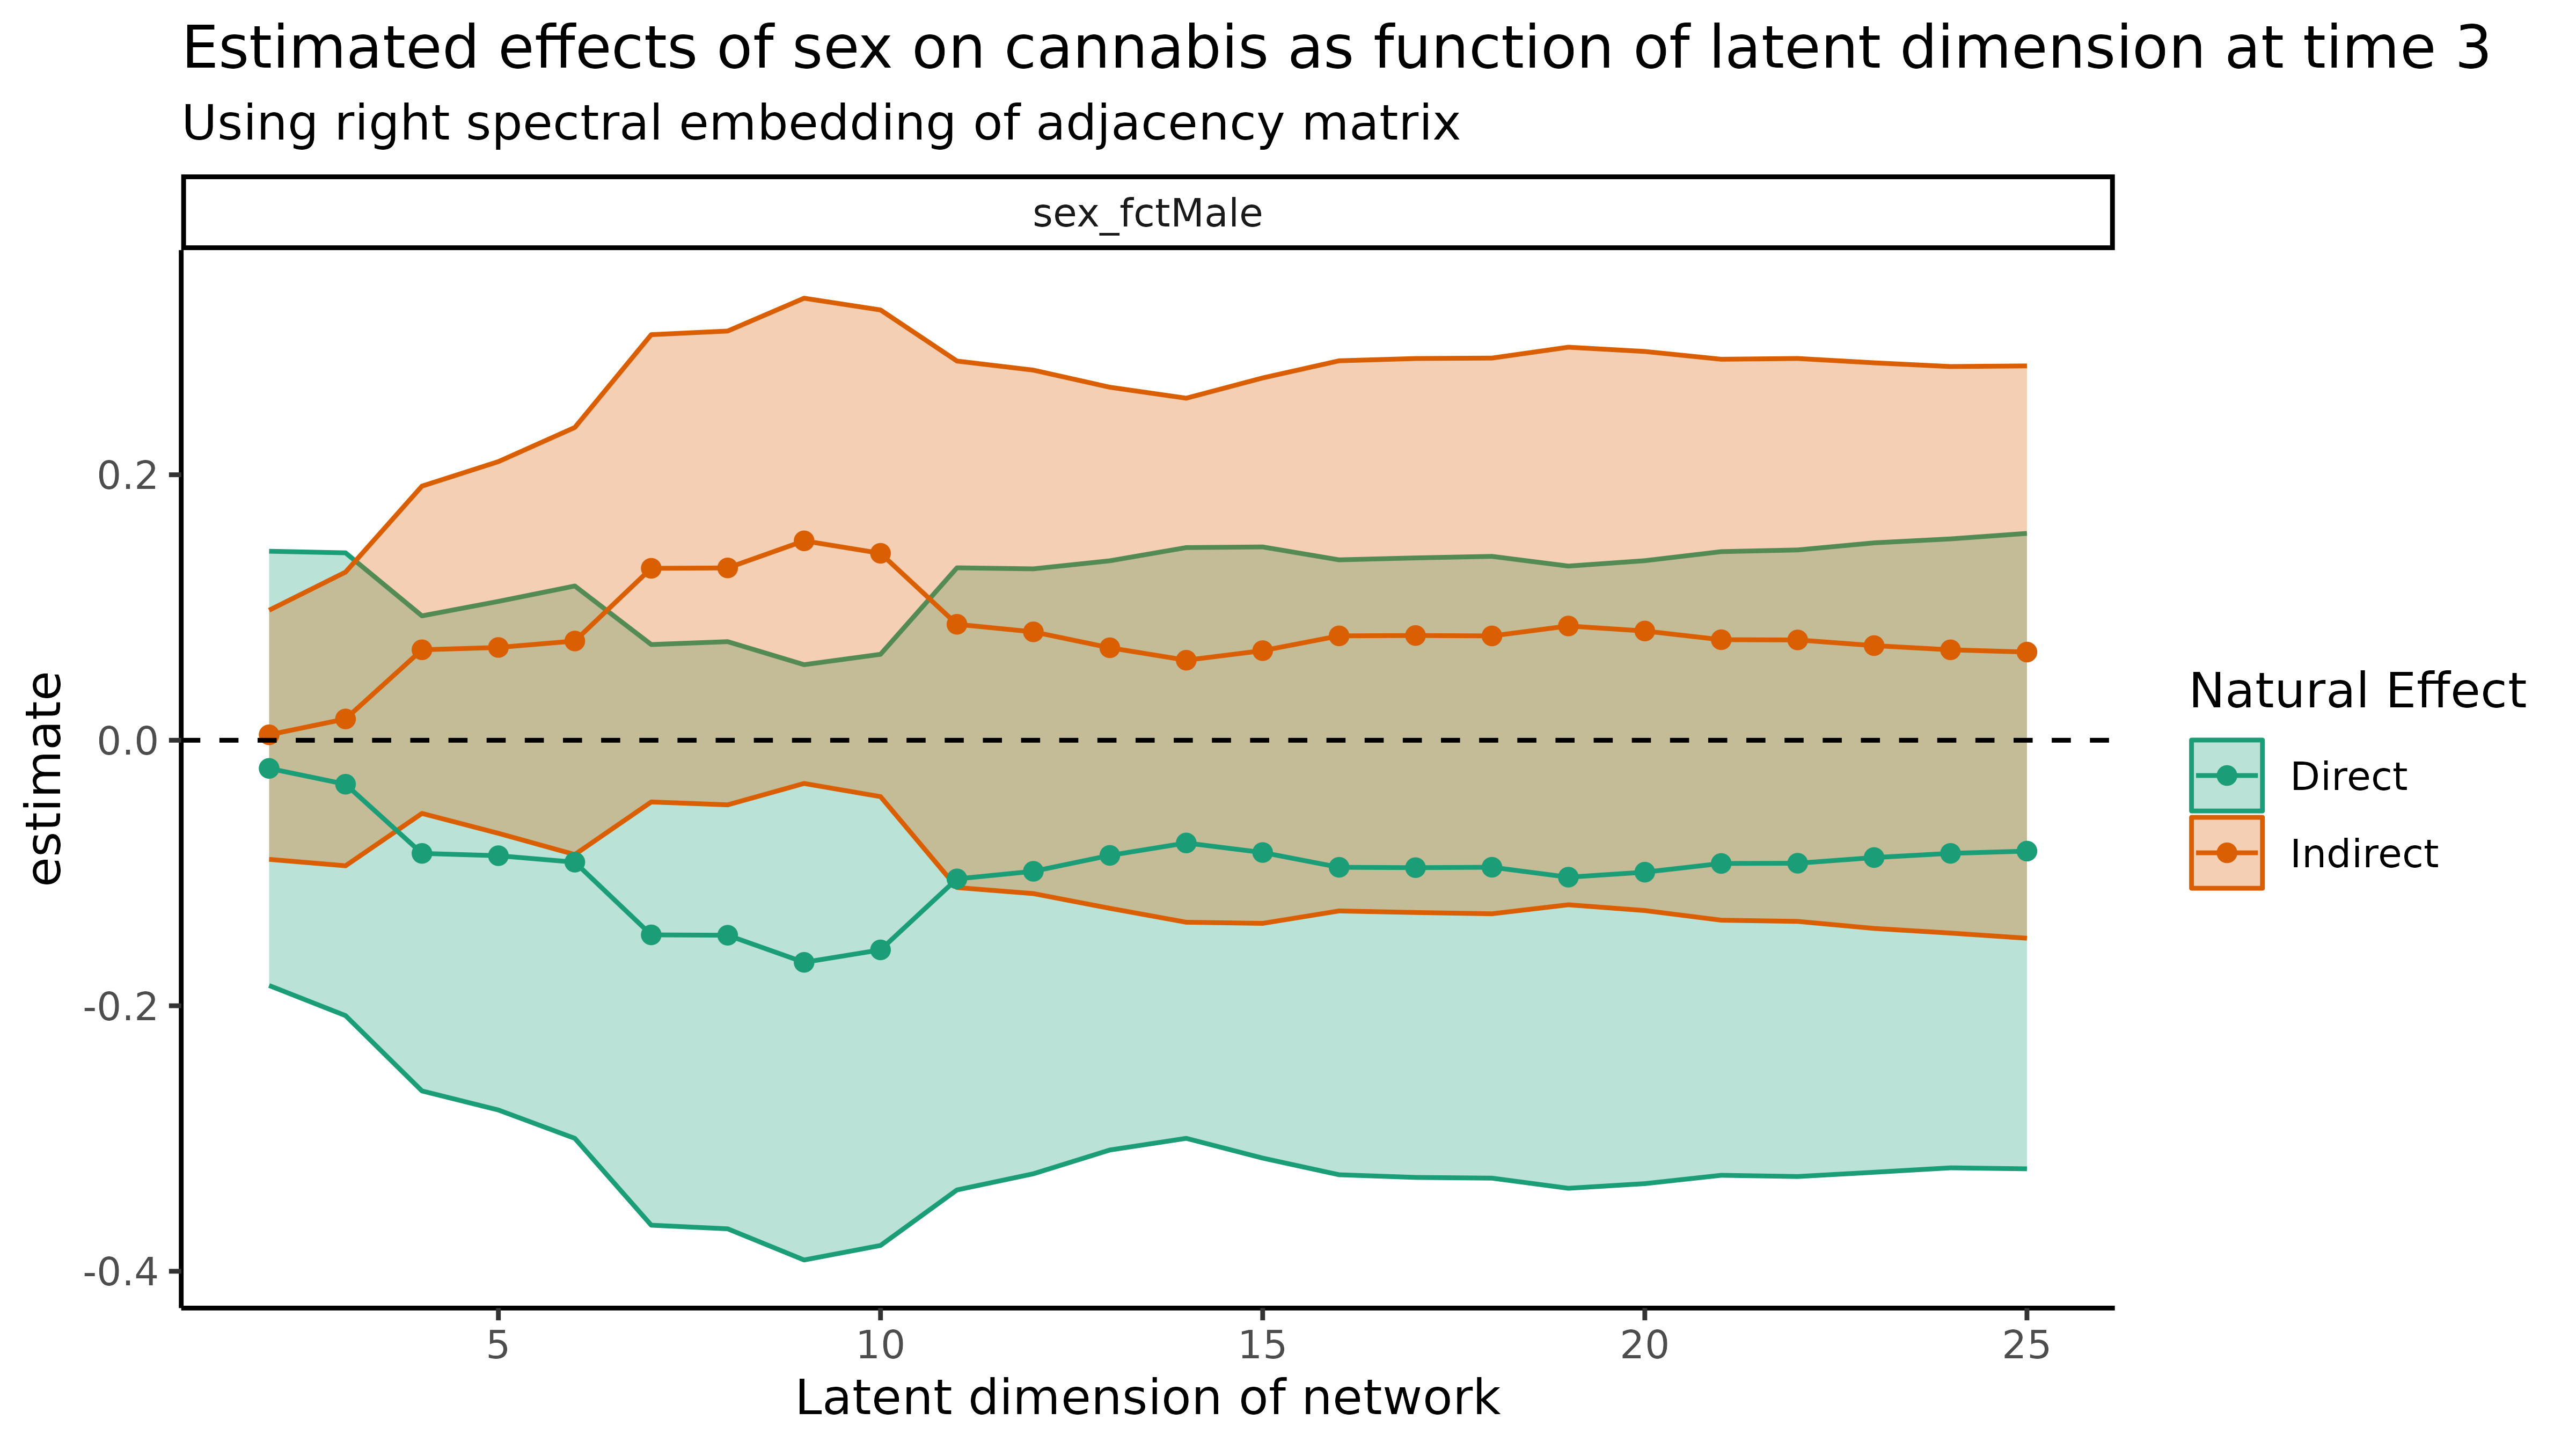 Estimated effects of sex on cannabis as function of latent dimension at time 3
Using right spectral embedding of adjacency matrix
sex_fctMale
estimate
0.2
0.0
-0.2
-0.4
5 10 15 20 25
Latent dimension of network
Natural Effect
Direct
Indirect